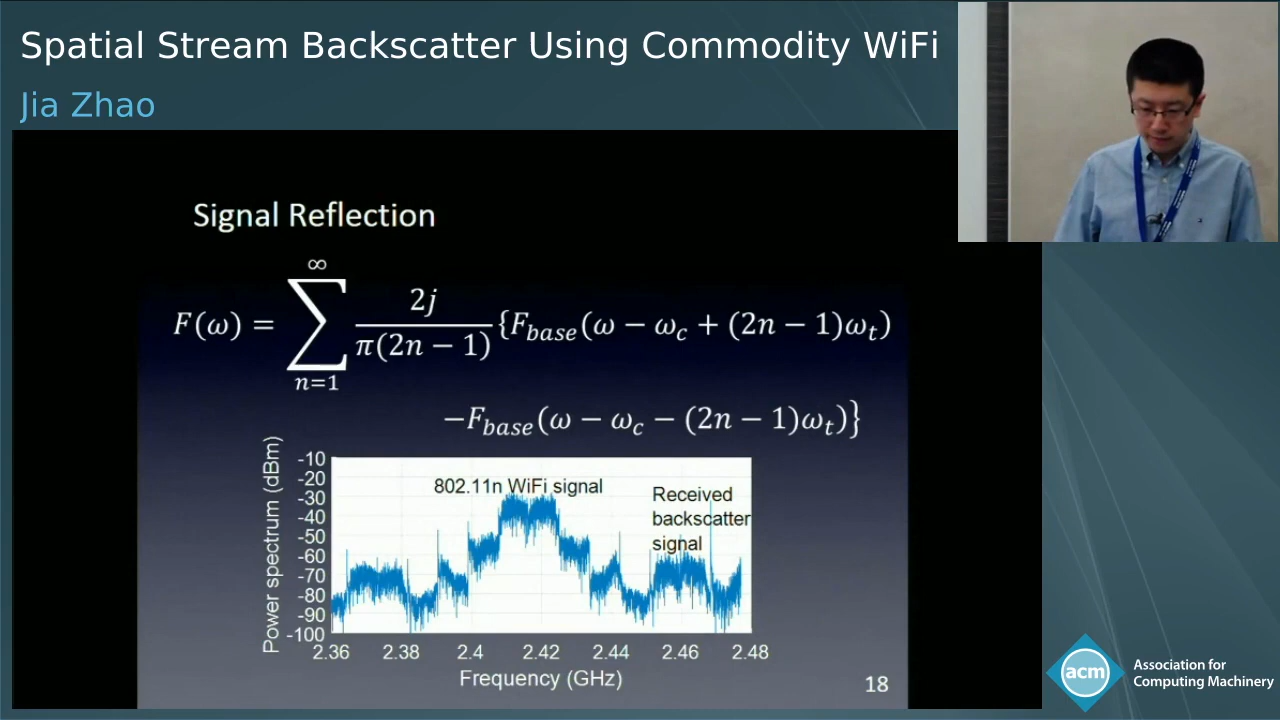 Spatial Stream Backscatter Using Commodity WiFi
Jia Zhao
Signal Reflection
F(ω) = ∑_{n=1}^{∞} 2j / π(2n − 1) {F_base(ω − ω_c + (2n − 1)ω_t)
−F_base(ω − ω_c − (2n − 1)ω_t)}
Power spectrum (dBm)
-10
-20
-30
-40
-50
-60
-70
-80
-90
-100
802.11n WiFi signal
Received
backscatter
signal
2.36 2.38 2.4 2.42 2.44 2.46 2.48
Frequency (GHz)
18
acm
Association for
Computing Machinery